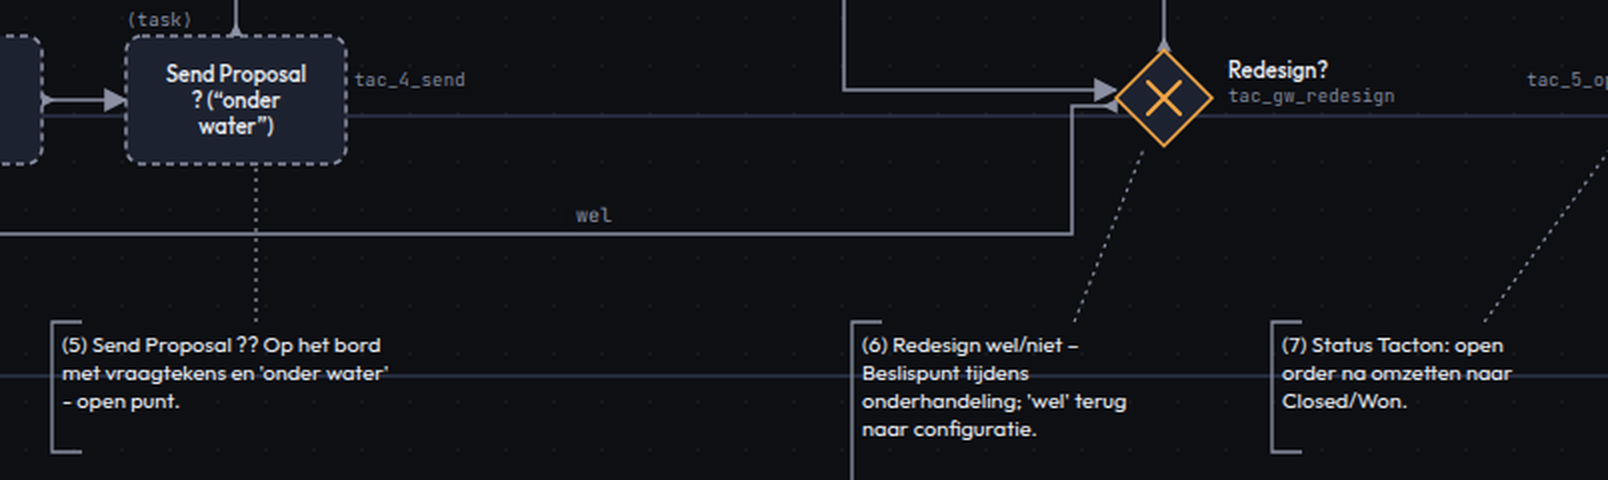 (task)
Send Proposal
? (“onder
water”)
tac_4_send
Redesign?
tac_gw_redesign
wel
(5) Send Proposal ?? Op het bord
met vraagtekens en 'onder water'
- open punt.
(6) Redesign wel/niet –
Beslispunt tijdens
onderhandeling; 'wel' terug
naar configuratie.
(7) Status Tacton: open
order na omzetten naar
Closed/Won.